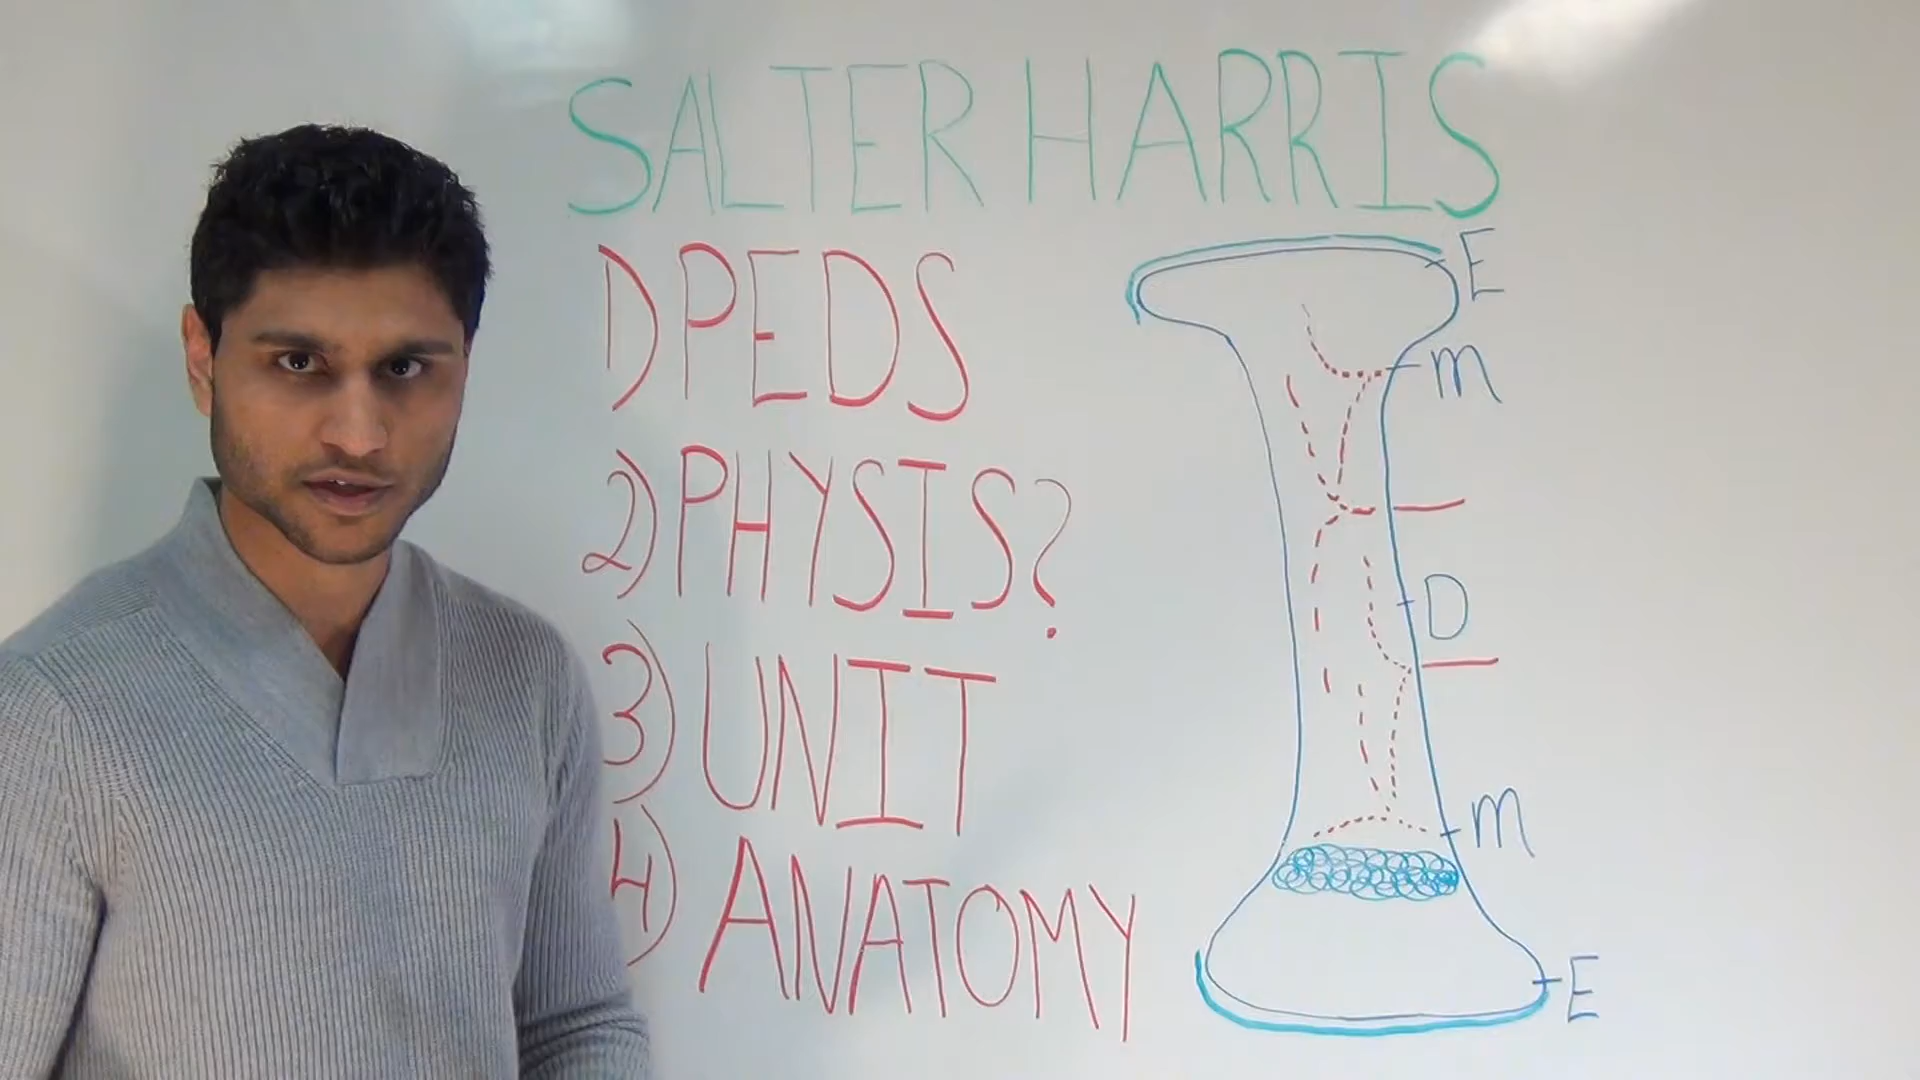 SALTER HARRIS
1) PEDS
2) PHYSIS?
3) UNIT
4) ANATOMY
E
m
D
m
E